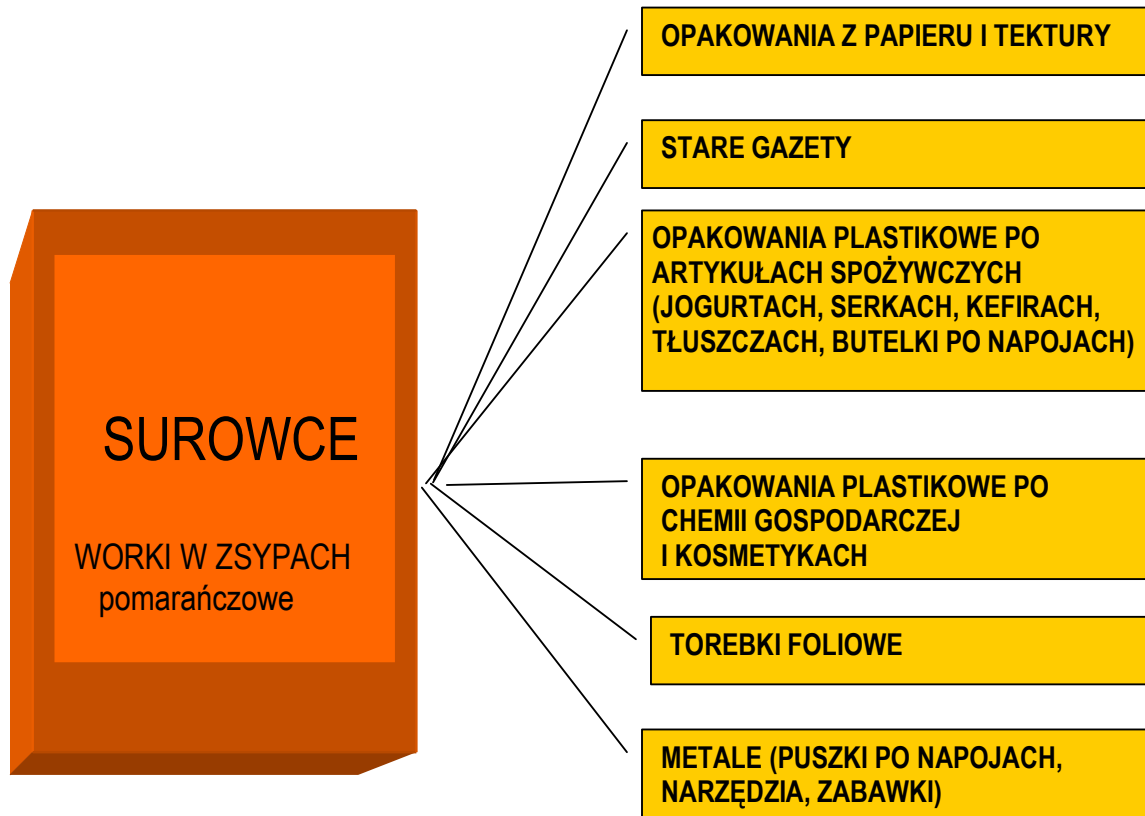 SUROWCE
WORKI W ZSYPACH
pomarańczowe
OPAKOWANIA Z PAPIERU I TEKTURY
STARE GAZETY
OPAKOWANIA PLASTIKOWE PO
ARTYKUŁACH SPOŻYWCZYCH
(JOGURTACH, SERKACH, KEFIRACH,
TŁUSZCZACH, BUTELKI PO NAPOJACH)
OPAKOWANIA PLASTIKOWE PO
CHEMII GOSPODARCZEJ
I KOSMETYKACH
TOREBKI FOLIOWE
METALE (PUSZKI PO NAPOJACH,
NARZĘDZIA, ZABAWKI)